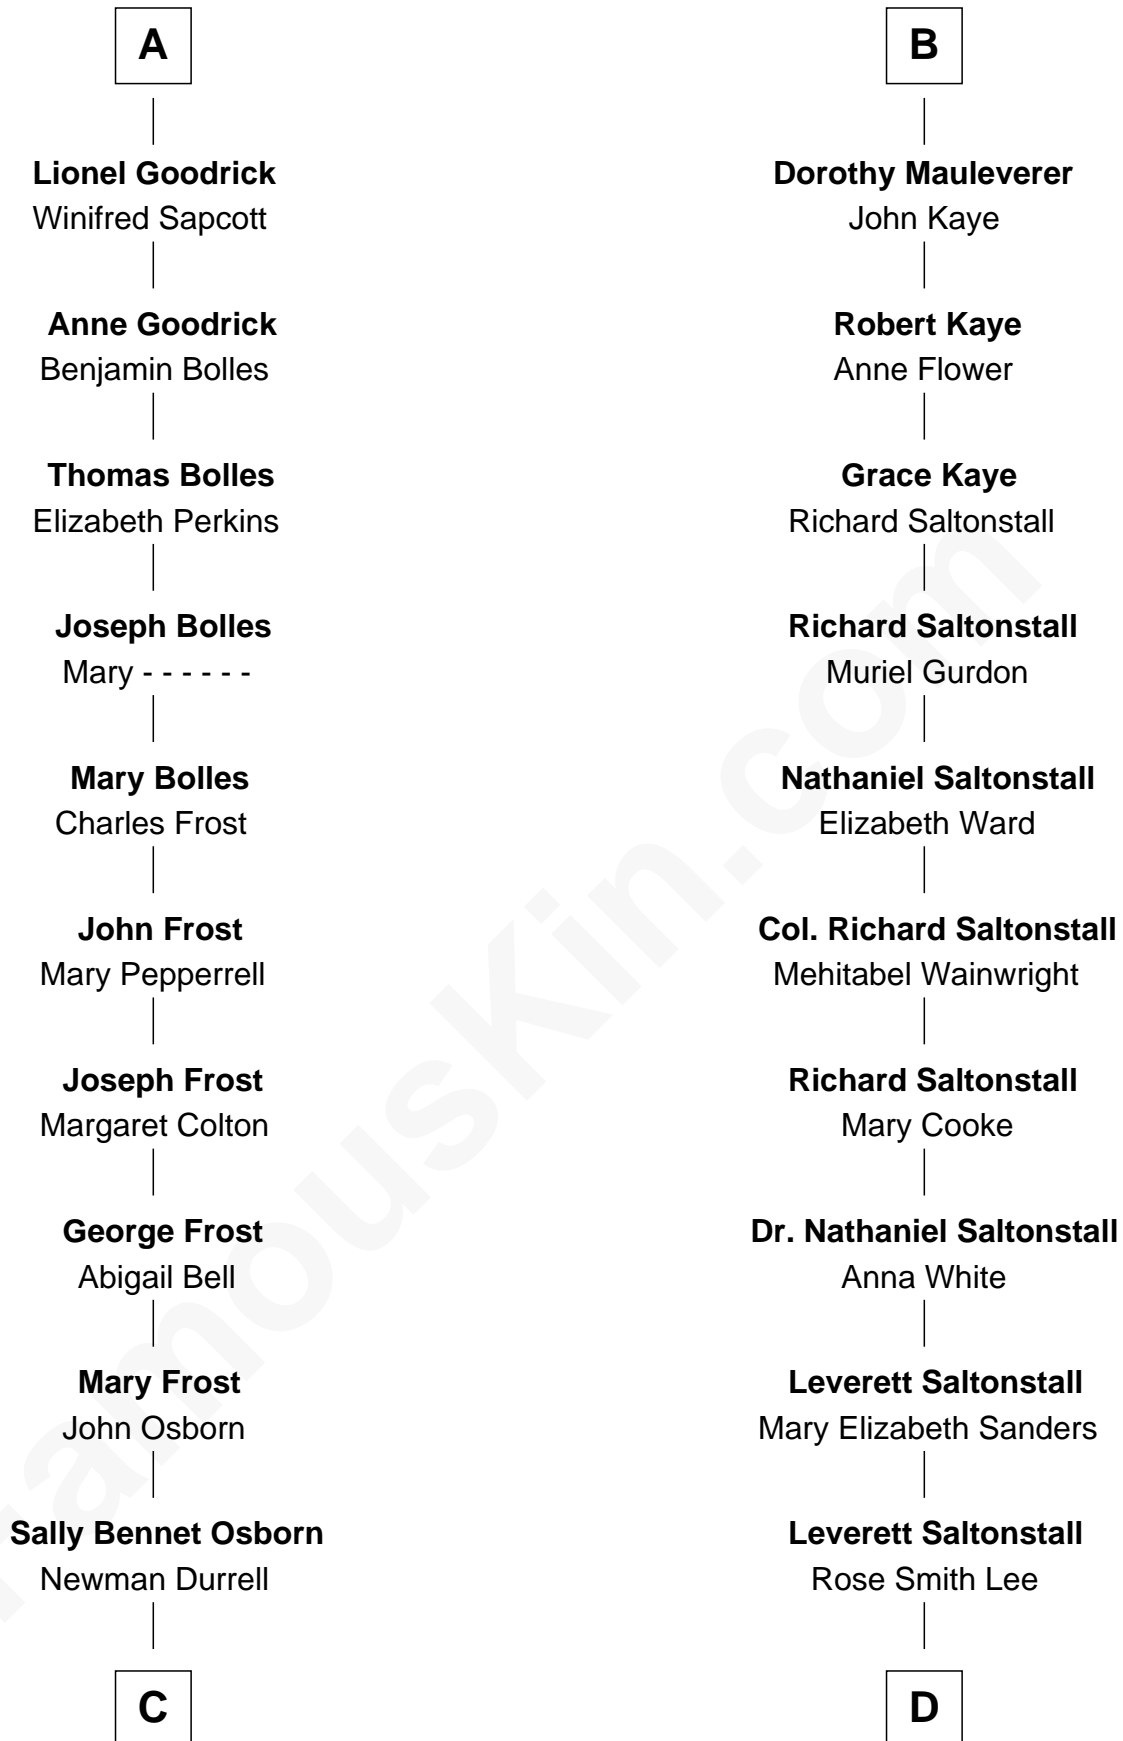 A
Lionel Goodrick
Winifred Sapcott
Anne Goodrick
Benjamin Bolles
Thomas Bolles
Elizabeth Perkins
Joseph Bolles
Mary - - - - - -
Mary Bolles
Charles Frost
John Frost
Mary Pepperrell
Joseph Frost
Margaret Colton
George Frost
Abigail Bell
Mary Frost
John Osborn
Sally Bennet Osborn
Newman Durrell
C
B
Dorothy Mauleverer
John Kaye
Robert Kaye
Anne Flower
Grace Kaye
Richard Saltonstall
Richard Saltonstall
Muriel Gurdon
Nathaniel Saltonstall
Elizabeth Ward
Col. Richard Saltonstall
Mehitabel Wainwright
Richard Saltonstall
Mary Cooke
Dr. Nathaniel Saltonstall
Anna White
Leverett Saltonstall
Mary Elizabeth Sanders
Leverett Saltonstall
Rose Smith Lee
D
FamousKin.com